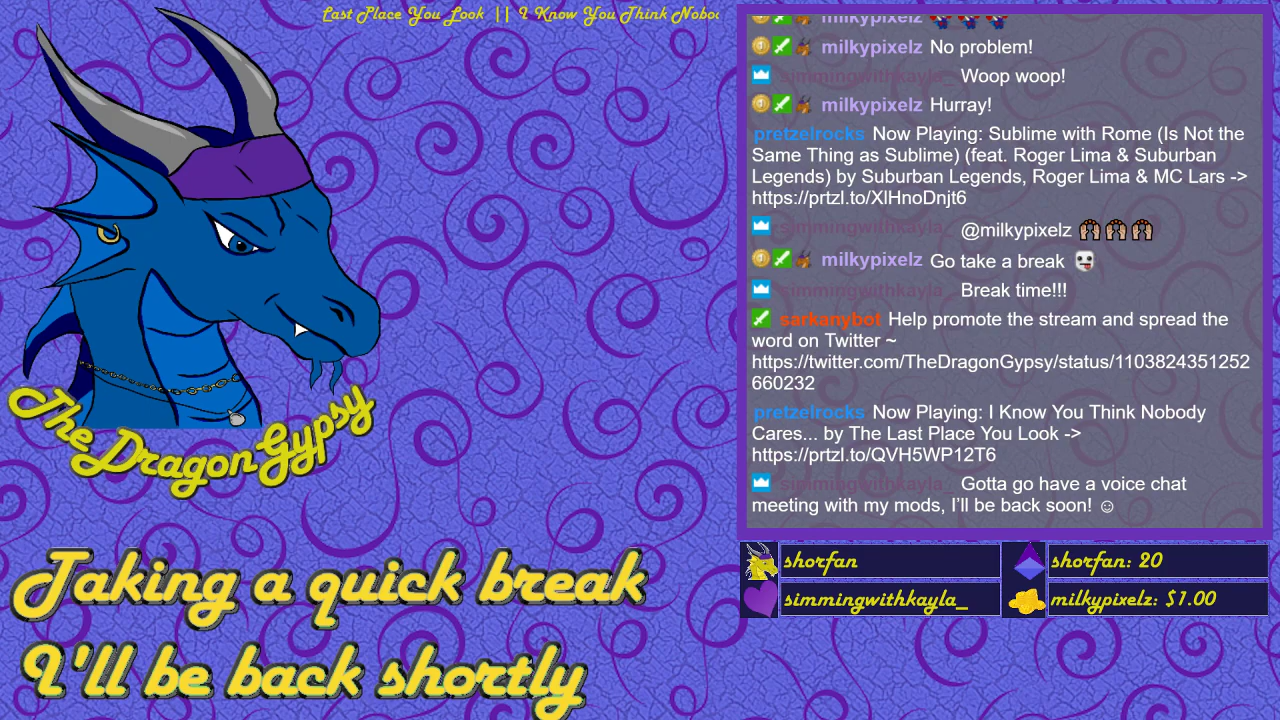 Last Place You Look || I Know You Think Nobo
TheDragonGypsy
Taking a quick break
I'll be back shortly
milkypixelz
milkypixelz No problem!
simmingwithkayla_ Woop woop!
milkypixelz Hurray!
pretzelrocks Now Playing: Sublime with Rome (Is Not the
Same Thing as Sublime) (feat. Roger Lima & Suburban
Legends) by Suburban Legends, Roger Lima & MC Lars ->
https://prtzl.to/XlHnoDnjt6
simmingwithkayla_ @milkypixelz
milkypixelz Go take a break
simmingwithkayla_ Break time!!!
sarkanybot Help promote the stream and spread the
word on Twitter ~
https://twitter.com/TheDragonGypsy/status/1103824351252
660232
pretzelrocks Now Playing: I Know You Think Nobody
Cares... by The Last Place You Look ->
https://prtzl.to/QVH5WP12T6
simmingwithkayla_ Gotta go have a voice chat
meeting with my mods, I'll be back soon! ☺
shorfan
shorfan: 20
simmingwithkayla_
milkypixelz: $1.00